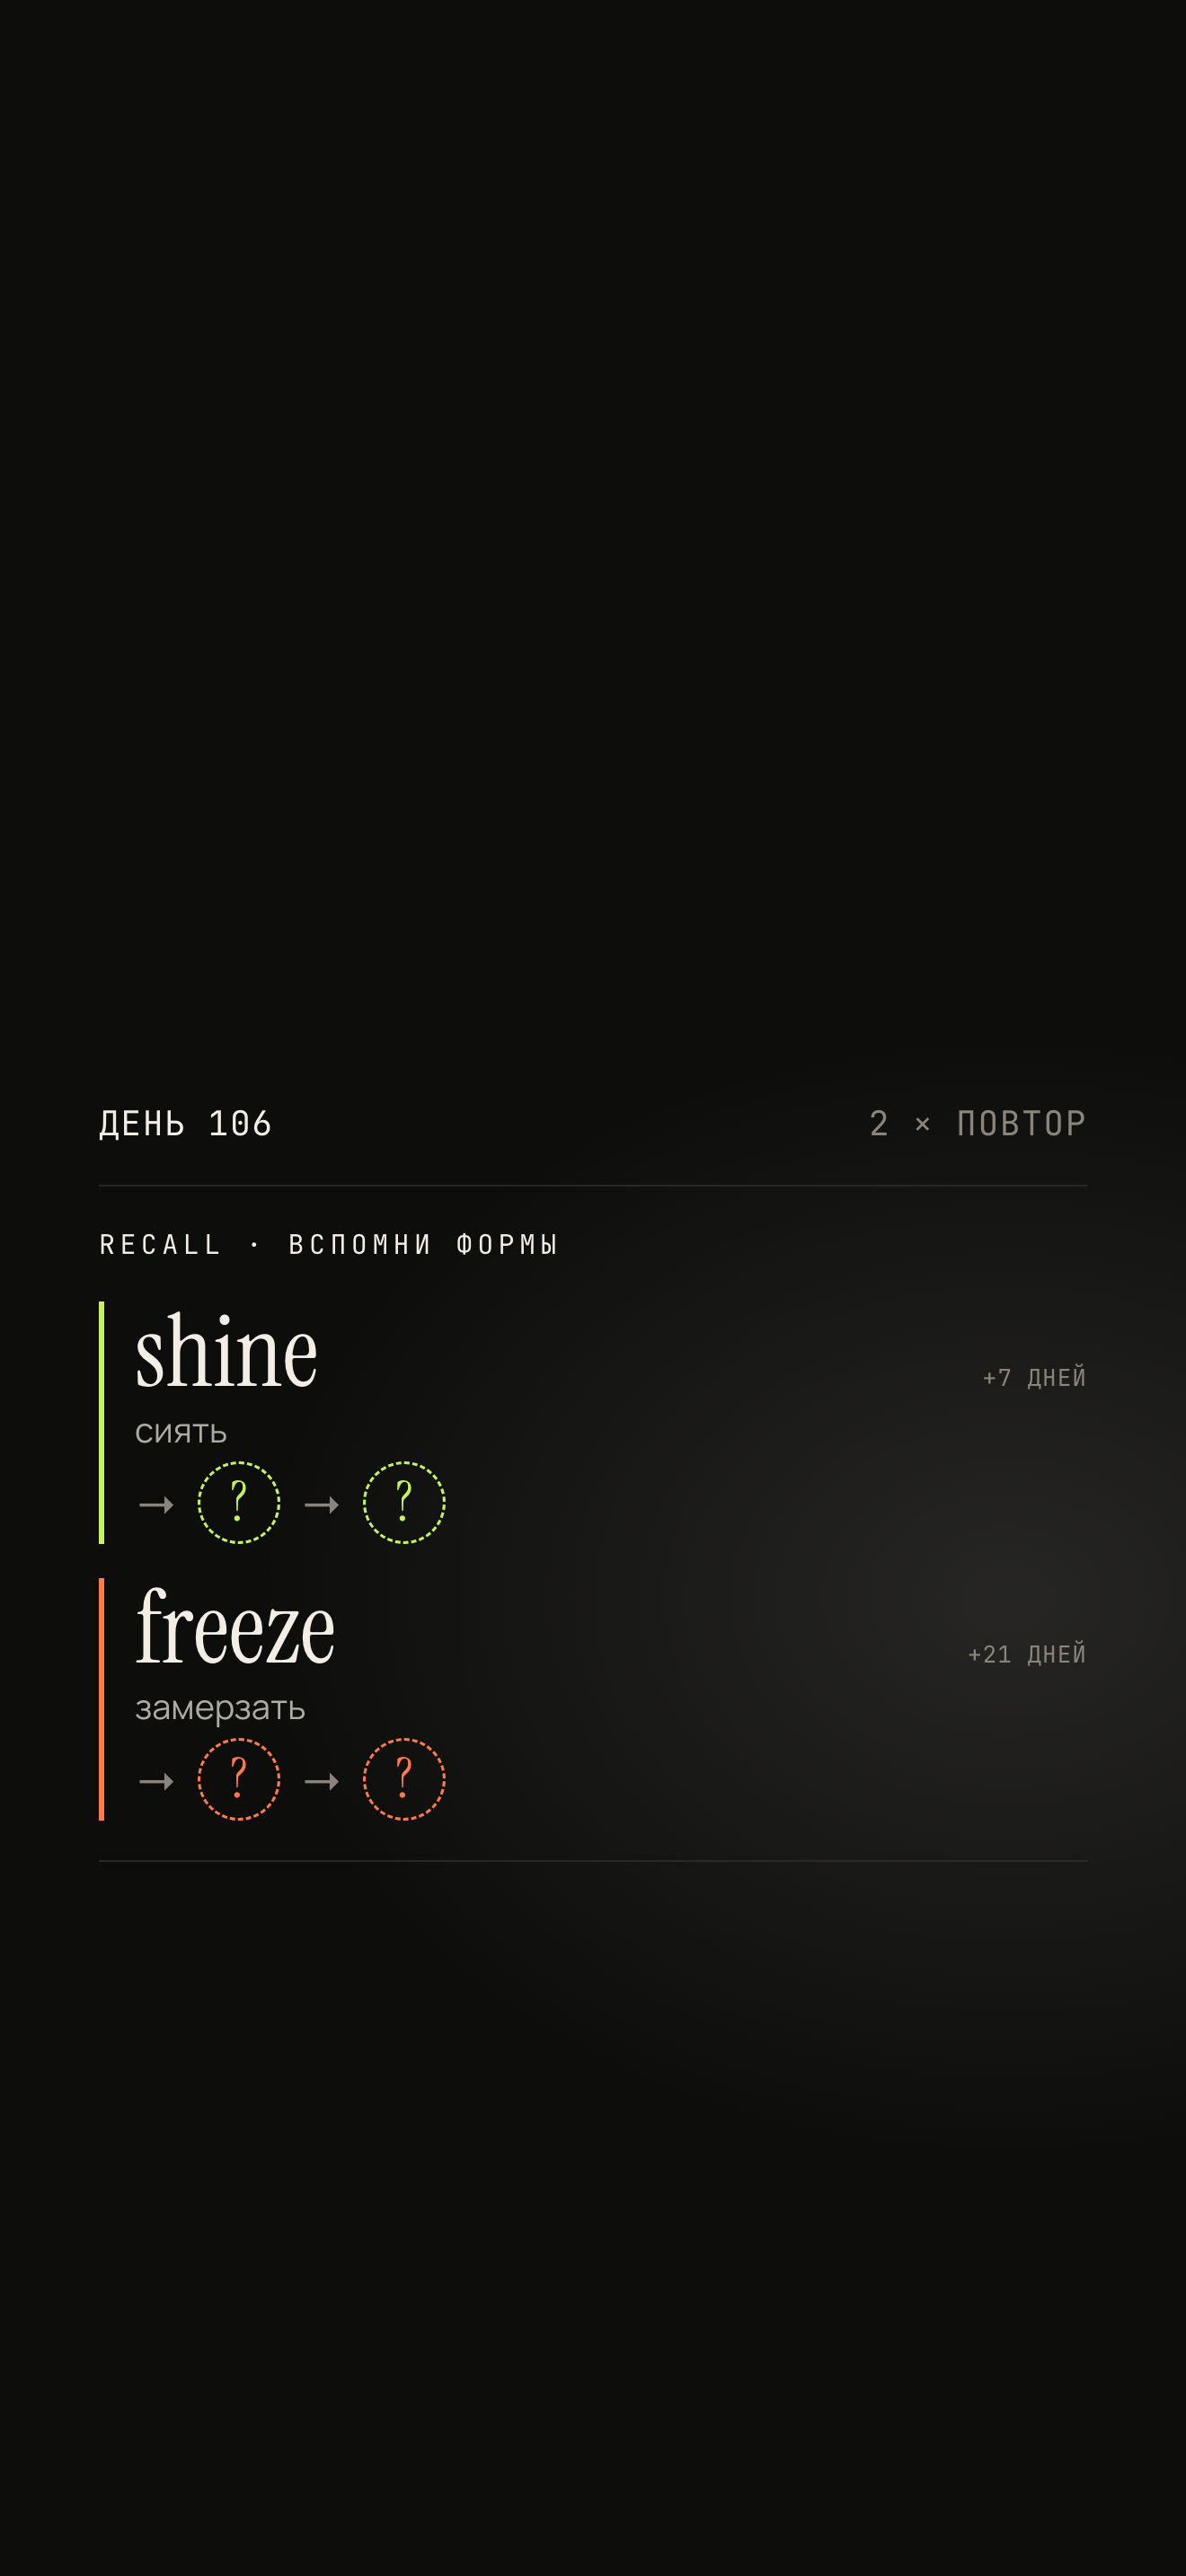 ДЕНЬ 106
2 × ПОВТОР
RECALL · ВСПОМНИ ФОРМЫ
shine
+7 ДНЕЙ
сиять
→ ? → ?
freeze
+21 ДНЕЙ
замерзать
→ ? → ?